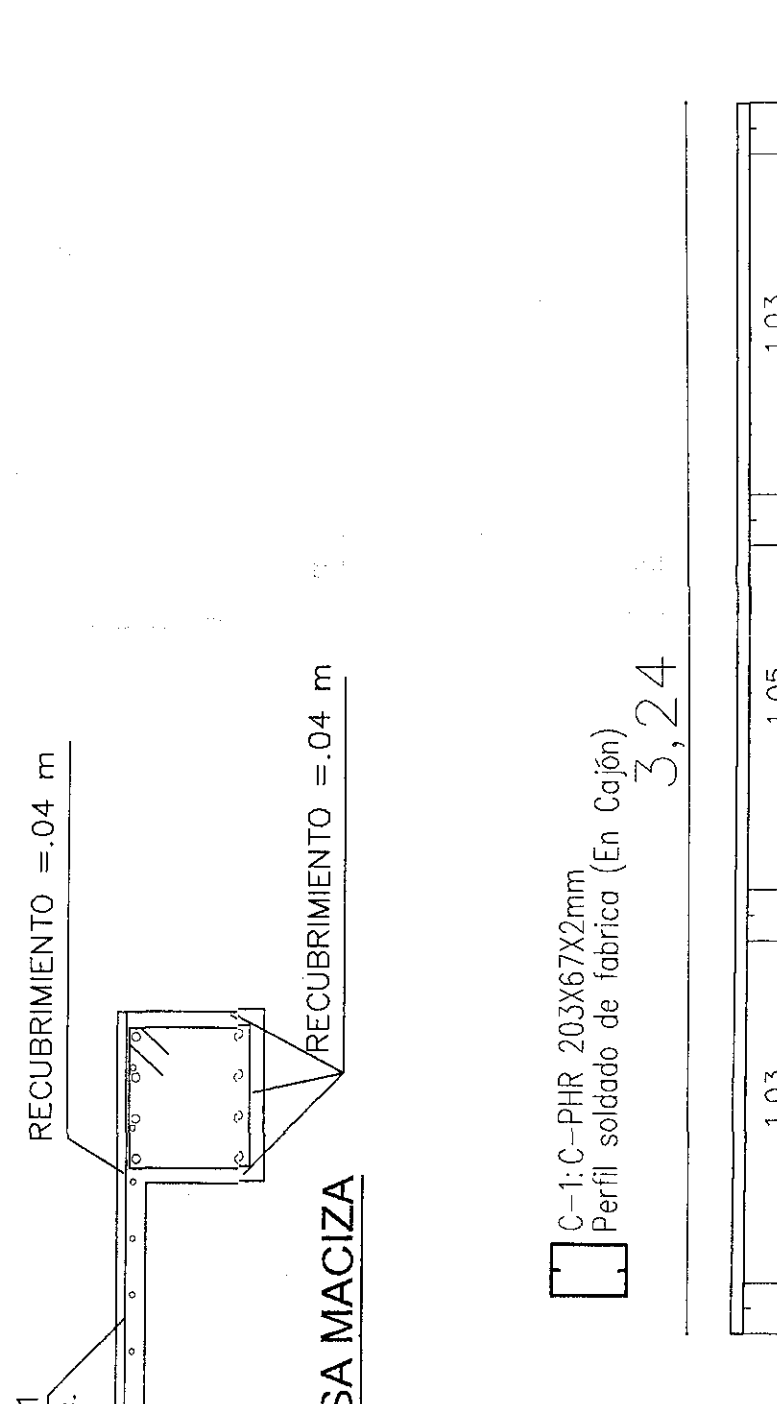 RECUBRIMIENTO =.04 m
RECUBRIMIENTO =.04 m
SA MACIZA
C-1: C-PHR 203X67X2mm
Perfil soldado de fabrica (En Cajón)
3,24
1.03
1.05
1.03